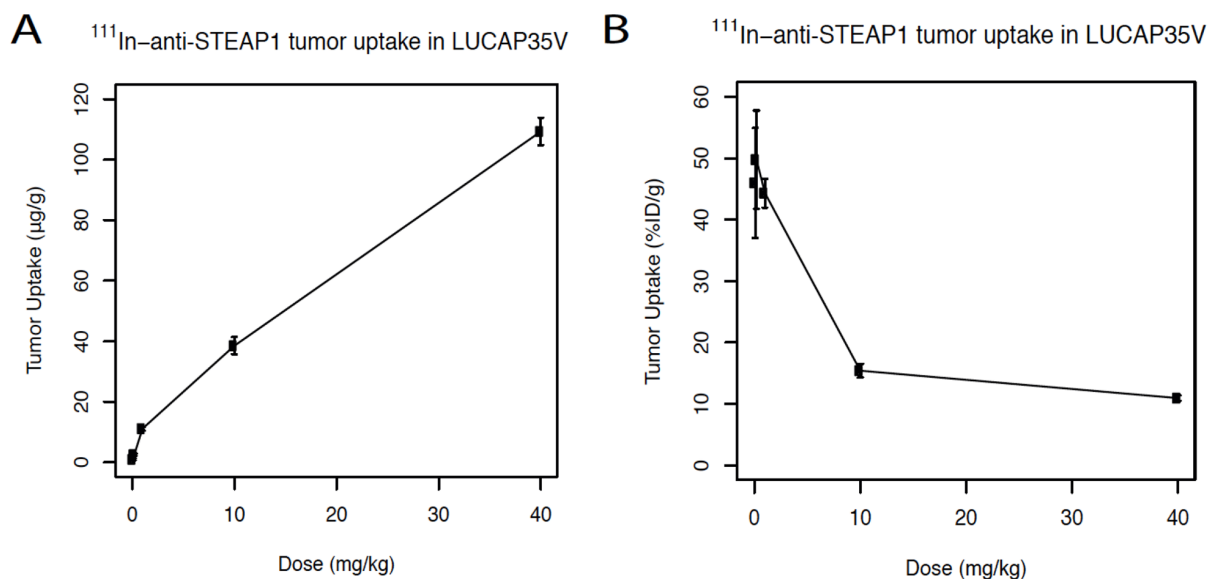 A
¹¹¹In−anti-STEAP1 tumor uptake in LUCAP35V
Tumor Uptake (µg/g)
120
100
80
60
40
20
0
0 10 20 30 40
Dose (mg/kg)
B
¹¹¹In−anti-STEAP1 tumor uptake in LUCAP35V
Tumor Uptake (%ID/g)
60
50
40
30
20
10
0
0 10 20 30 40
Dose (mg/kg)